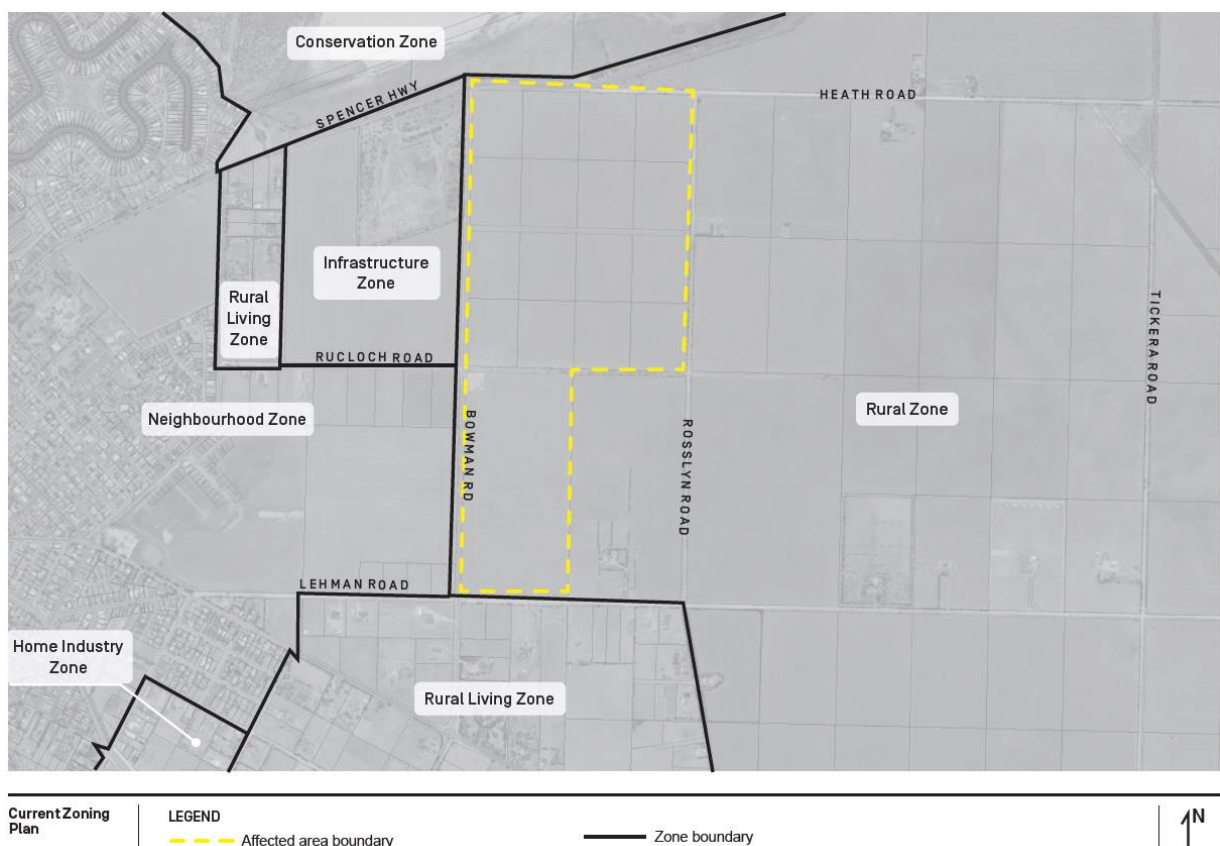 Conservation Zone
SPENCER HWY
HEATH ROAD
Infrastructure
Zone
Rural
Living
Zone
RUCLOCH ROAD
TICKERA ROAD
Neighbourhood Zone
Rural Zone
BOWMAN RD
ROSSLYN ROAD
LEHMAN ROAD
Home Industry
Zone
Rural Living Zone
Current Zoning
Plan
LEGEND
Affected area boundary
Zone boundary
N